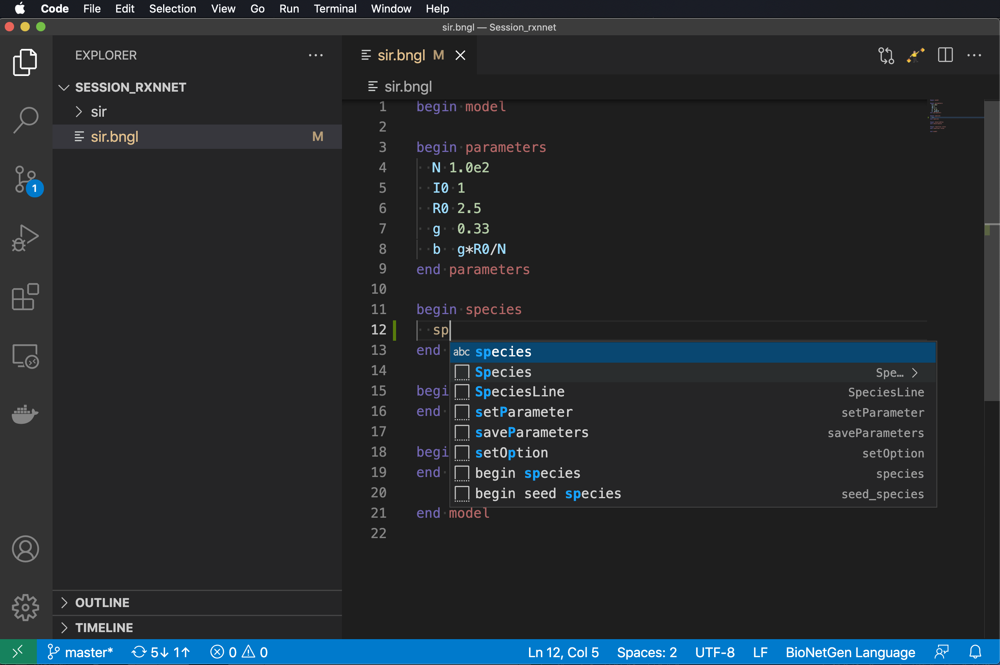 Code File Edit Selection View Go Run Terminal Window Help
sir.bngl — Session_rxnnet
EXPLORER
SESSION_RXNNET
sir
sir.bngl M
1
sir.bngl M
sir.bngl
1 begin model
2
3 begin parameters
4 N 1.0e2
5 I0 1
6 R0 2.5
7 g 0.33
8 b g*R0/N
9 end parameters
10
11 begin species
12 sp
13 end
14
15 begi
16 end
17
18 begi
19 end
20
21 end model
22
abc species
Species Spe…
SpeciesLine SpeciesLine
setParameter setParameter
saveParameters saveParameters
setOption setOption
begin species species
begin seed species seed_species
OUTLINE
TIMELINE
master* 5↓ 1↑ 0 0 Ln 12, Col 5 Spaces: 2 UTF-8 LF BioNetGen Language